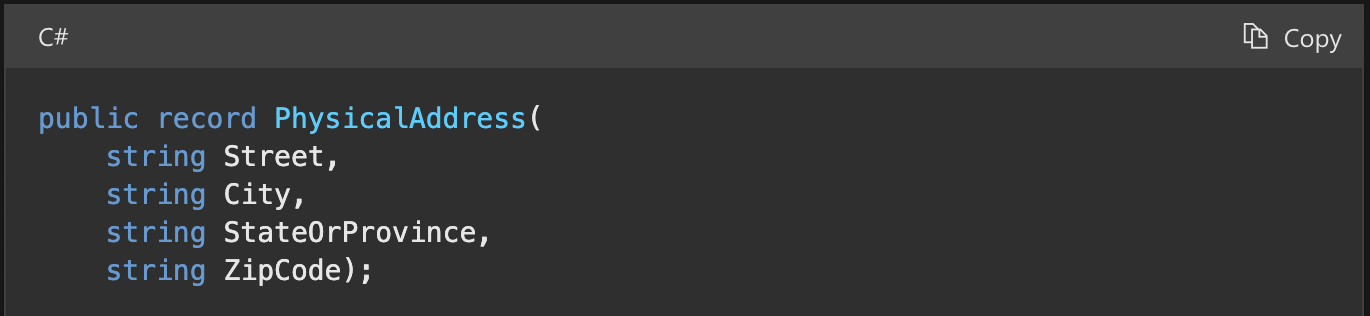 C#
Copy
public record PhysicalAddress(
    string Street,
    string City,
    string StateOrProvince,
    string ZipCode);